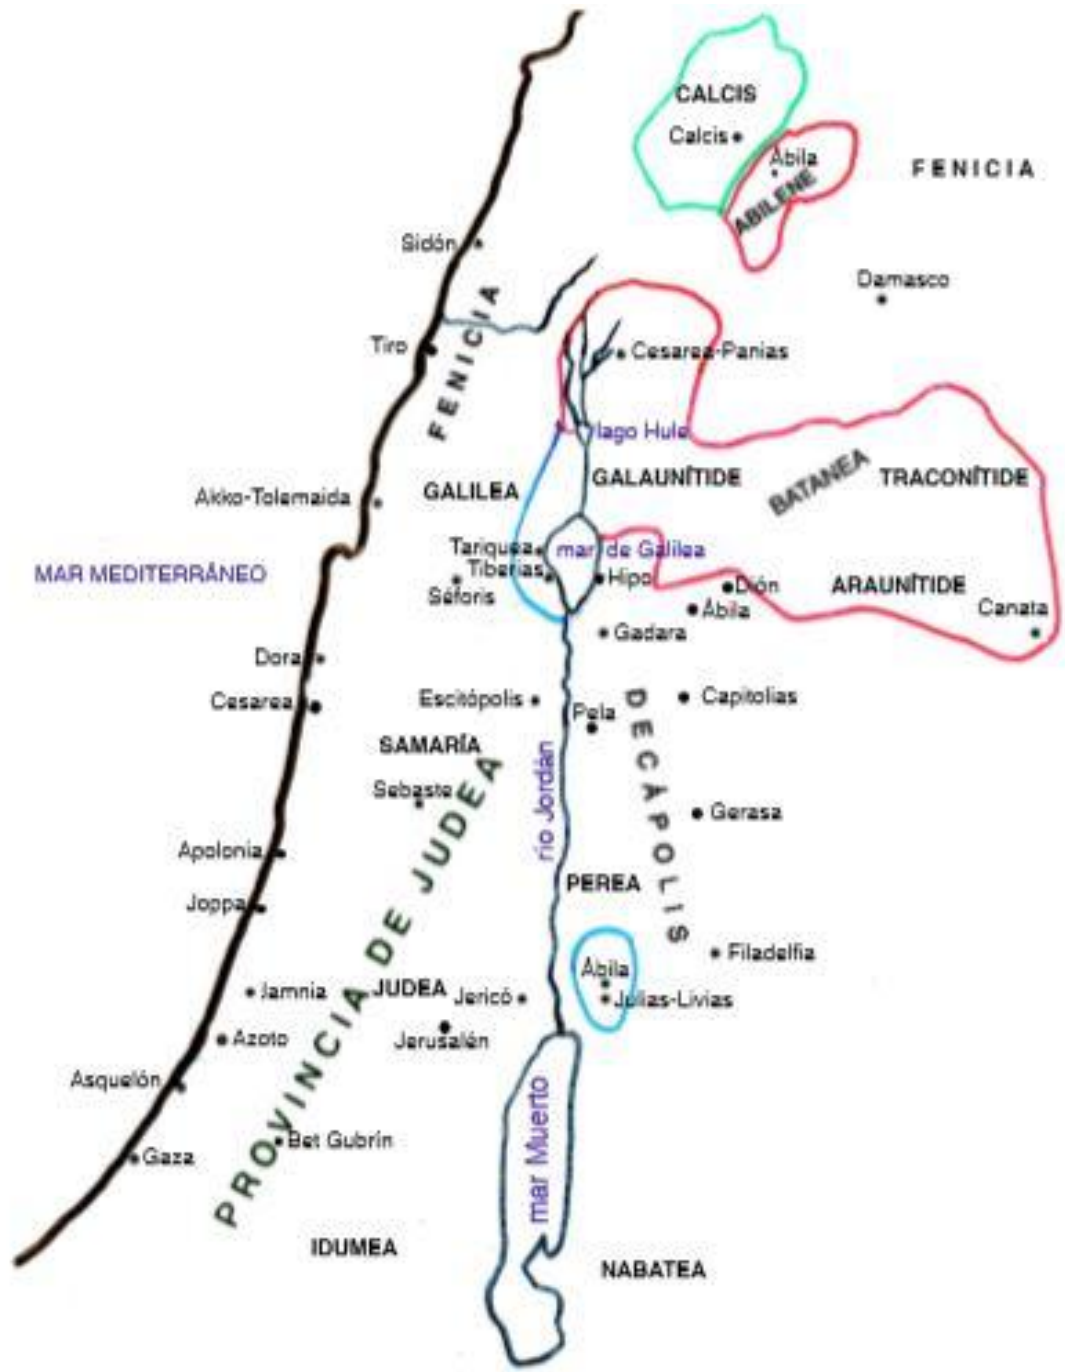 CALCIS
Calcis
Ábila
ABILENE
FENICIA
Sidón
Damasco
FENICIA
Tiro
Cesarea-Panias
lago Hule
GALILEA
GALAUNÍTIDE
BATANEA
TRACONÍTIDE
Akko-Tolemaida
Tariquea
mar de Galilea
MAR MEDITERRÁNEO
Tiberias
Hipo
Séforis
Dión
ARAUNÍTIDE
Ábila
Canata
Gadara
Dora
Cesarea
Escitópolis
Pela
Capitolias
DECÁPOLIS
SAMARÍA
Sebaste
río Jordán
Gerasa
Apolonia
PEREA
Joppa
PROVINCIA DE JUDEA
Filadelfia
Ábila
Jamnia
JUDEA
Jericó
Julias-Livias
Azoto
Jerusalén
Asquelón
mar Muerto
Bet Gubrín
Gaza
IDUMEA
NABATEA